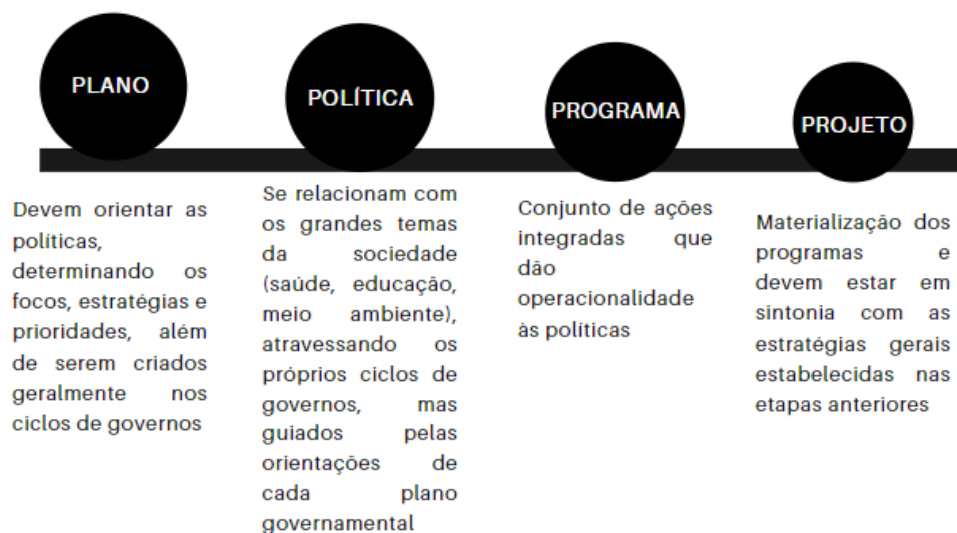 PLANO
Devem orientar as
políticas,
determinando os
focos, estratégias e
prioridades, além
de serem criados
geralmente nos
ciclos de governos
POLÍTICA
Se relacionam com
os grandes temas
da sociedade
(saúde, educação,
meio ambiente),
atravessando os
próprios ciclos de
governos, mas
guiados pelas
orientações de
cada plano
governamental
PROGRAMA
Conjunto de ações
integradas que
dão
operacionalidade
às políticas
PROJETO
Materialização dos
programas e
devem estar em
sintonia com as
estratégias gerais
estabelecidas nas
etapas anteriores